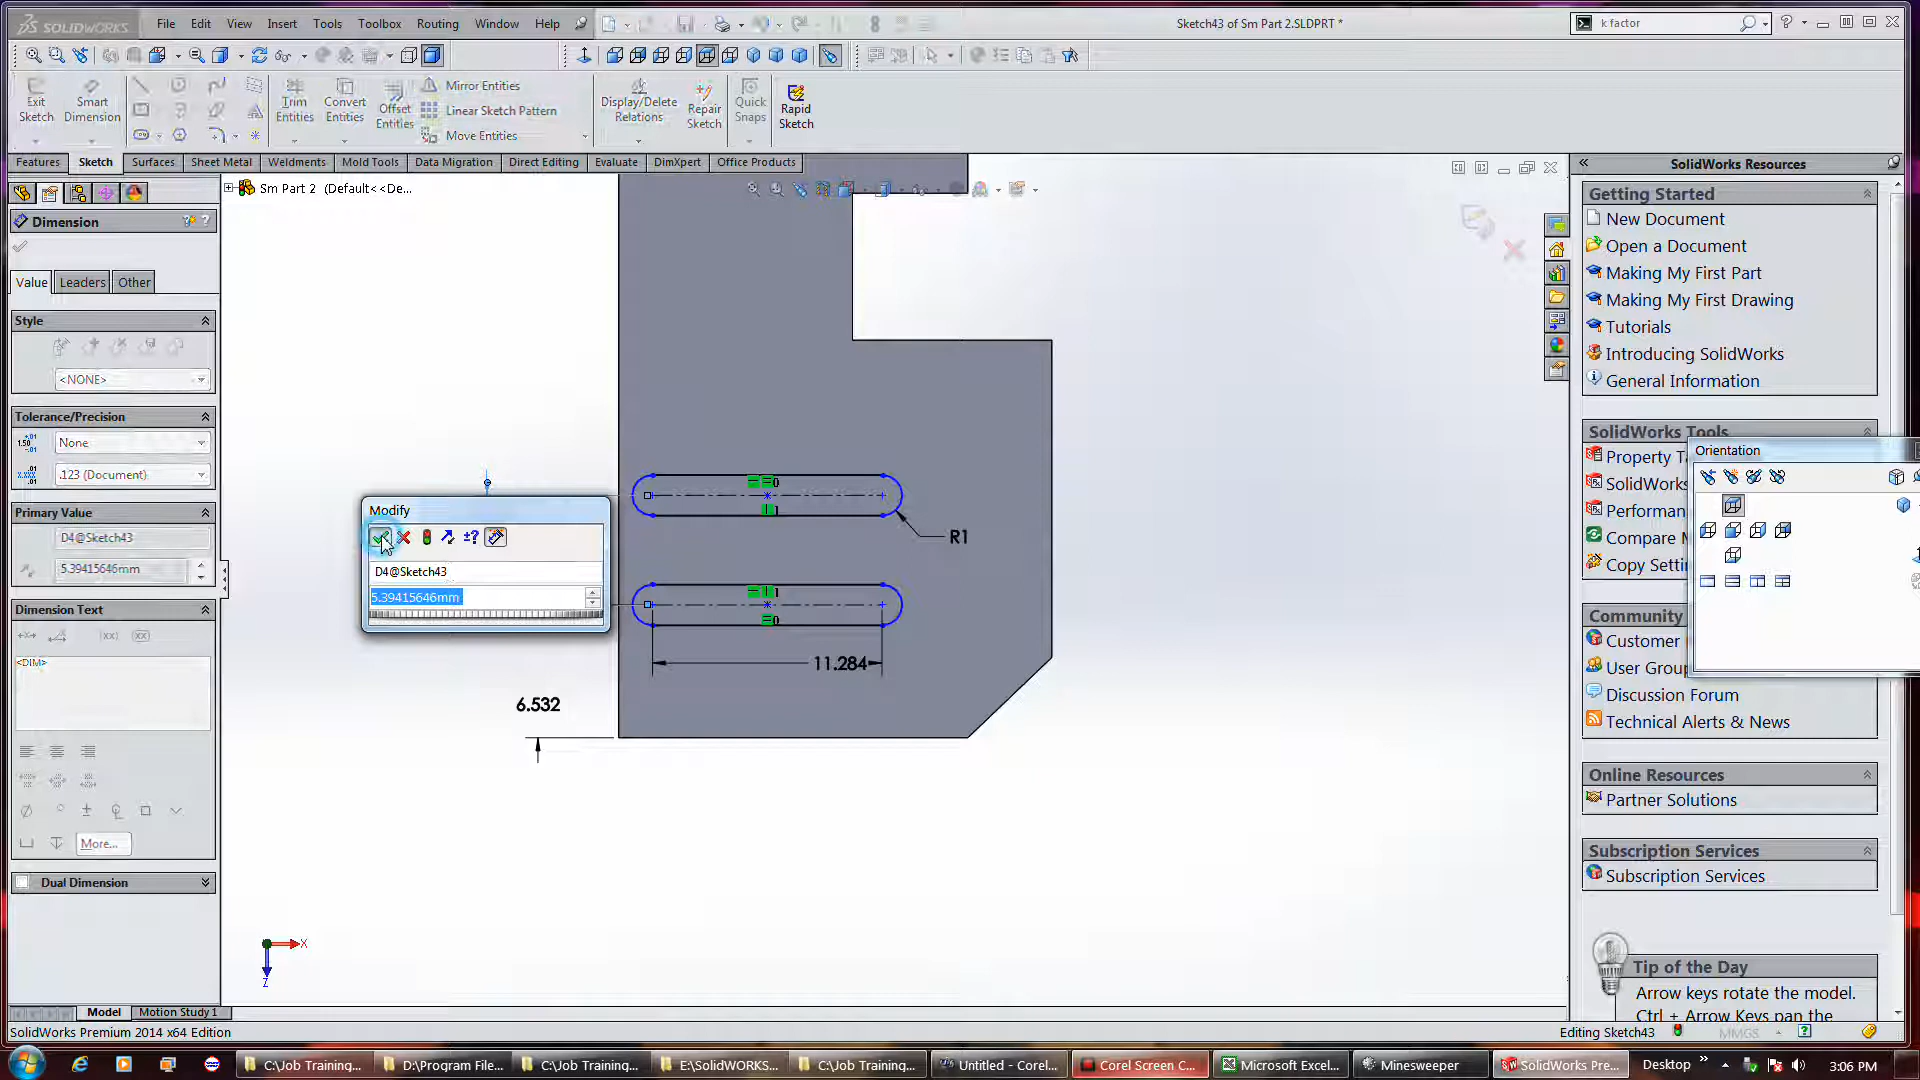 SOLIDWORKS File Edit View Insert Tools Toolbox Routing Window Help
Sketch43 of Sm Part 2.SLDPRT *
k factor
Exit Sketch
Smart Dimension
Trim Entities
Convert Entities
Offset Entities
Mirror Entities
Linear Sketch Pattern
Move Entities
Display/Delete Relations
Repair Sketch
Quick Snaps
Rapid Sketch
Features Sketch Surfaces Sheet Metal Weldments Mold Tools Data Migration Direct Editing Evaluate DimXpert Office Products
Sm Part 2 (Default<<De...
Dimension
Value Leaders Other
Style
<NONE>
Tolerance/Precision
None
.123 (Document)
Primary Value
D4@Sketch43
5.39415646mm
Dimension Text
(xx) (xx)
<DIM>
More...
Dual Dimension
Modify
D4@Sketch43
5.39415646mm
R1
11.284
6.532
X
Z
SolidWorks Resources
Getting Started
New Document
Open a Document
Making My First Part
Making My First Drawing
Tutorials
Introducing SolidWorks
General Information
SolidWorks Tools
Property Ta
SolidWorks
Performan
Compare M
Copy Setti
Orientation
Community
Customer
User Grou
Discussion Forum
Technical Alerts & News
Online Resources
Partner Solutions
Subscription Services
Subscription Services
Tip of the Day
Arrow keys rotate the model.
Ctrl + Arrow Keys pan the
Model Motion Study 1
SolidWorks Premium 2014 x64 Edition
Editing Sketch43
MMGS
C:\Job Training...
D:\Program File...
C:\Job Training...
E:\SolidWORKS...
C:\Job Training...
Untitled - Corel...
Corel Screen C...
Microsoft Excel...
Minesweeper
SolidWorks Pre...
Desktop
3:06 PM